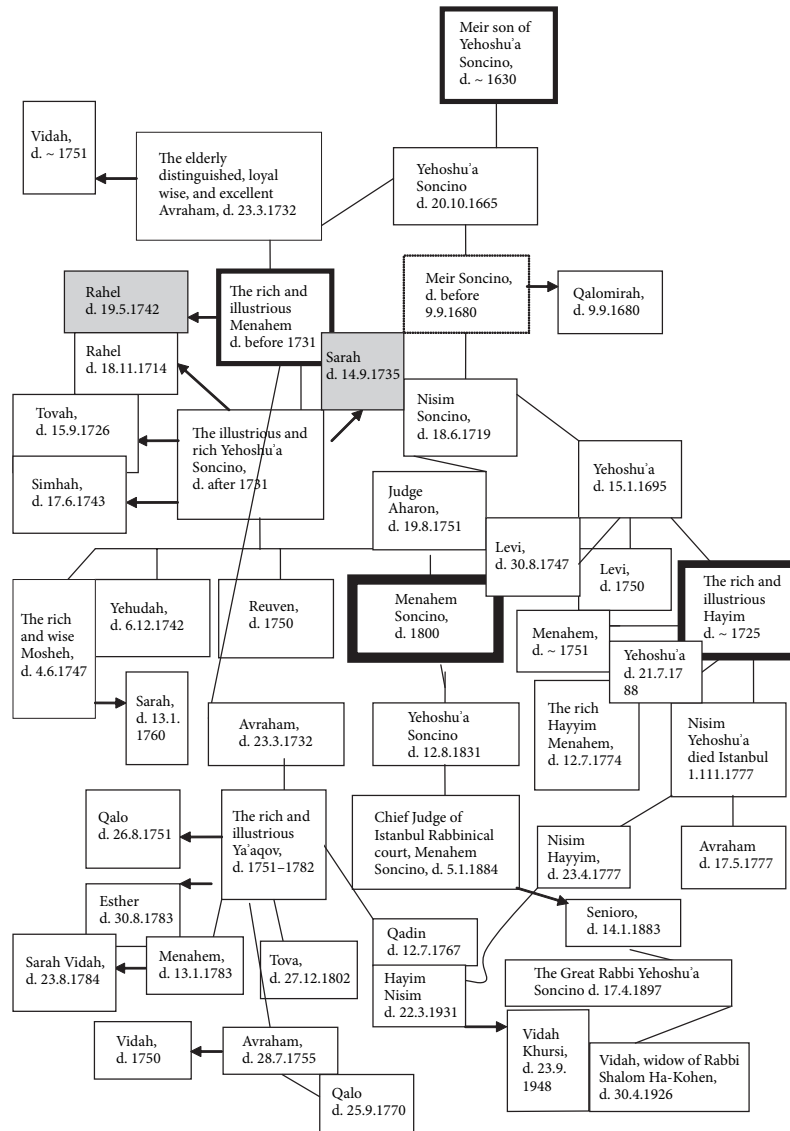 Meir son of
Yehoshu'a
Soncino,
d. ~ 1630
Vidah,
d. ~ 1751
The elderly
distinguished, loyal
wise, and excellent
Avraham, d. 23.3.1732
Yehoshu'a
Soncino
d. 20.10.1665
Rahel
d. 19.5.1742
The rich and
illustrious
Menahem
d. before 1731
Meir Soncino,
d. before
9.9.1680
Qalomirah,
d. 9.9.1680
Rahel
d. 18.11.1714
Sarah
d. 14.9.1735
Nisim
Soncino,
d. 18.6.1719
Tovah,
d. 15.9.1726
The illustrious and
rich Yehoshu'a
Soncino,
d. after 1731
Yehoshu'a
d. 15.1.1695
Simhah,
d. 17.6.1743
Judge
Aharon,
d. 19.8.1751
Levi,
d. 30.8.1747
Levi,
d. 1750
The rich and
illustrious
Hayim
d. ~ 1725
The rich
and wise
Mosheh,
d. 4.6.1747
Yehudah,
d. 6.12.1742
Reuven,
d. 1750
Menahem
Soncino,
d. 1800
Menahem,
d. ~ 1751
Yehoshu'a
d. 21.7.17
88
Sarah,
d. 13.1.
1760
Avraham,
d. 23.3.1732
Yehoshu'a
Soncino
d. 12.8.1831
The rich
Hayyim
Menahem,
d. 12.7.1774
Nisim
Yehoshu'a
died Istanbul
1.111.1777
Qalo
d. 26.8.1751
The rich and
illustrious
Ya'aqov,
d. 1751–1782
Chief Judge of
Istanbul Rabbinical
court, Menahem
Soncino, d. 5.1.1884
Nisim
Hayyim,
d. 23.4.1777
Avraham
d. 17.5.1777
Esther
d. 30.8.1783
Senioro,
d. 14.1.1883
Sarah Vidah,
d. 23.8.1784
Menahem,
d. 13.1.1783
Tova,
d. 27.12.1802
Qadin
d. 12.7.1767
Hayim
Nisim
d. 22.3.1931
The Great Rabbi Yehoshu'a
Soncino d. 17.4.1897
Vidah,
d. 1750
Avraham,
d. 28.7.1755
Vidah
Khursi,
d. 23.9.
1948
Vidah, widow of Rabbi
Shalom Ha-Kohen,
d. 30.4.1926
Qalo
d. 25.9.1770